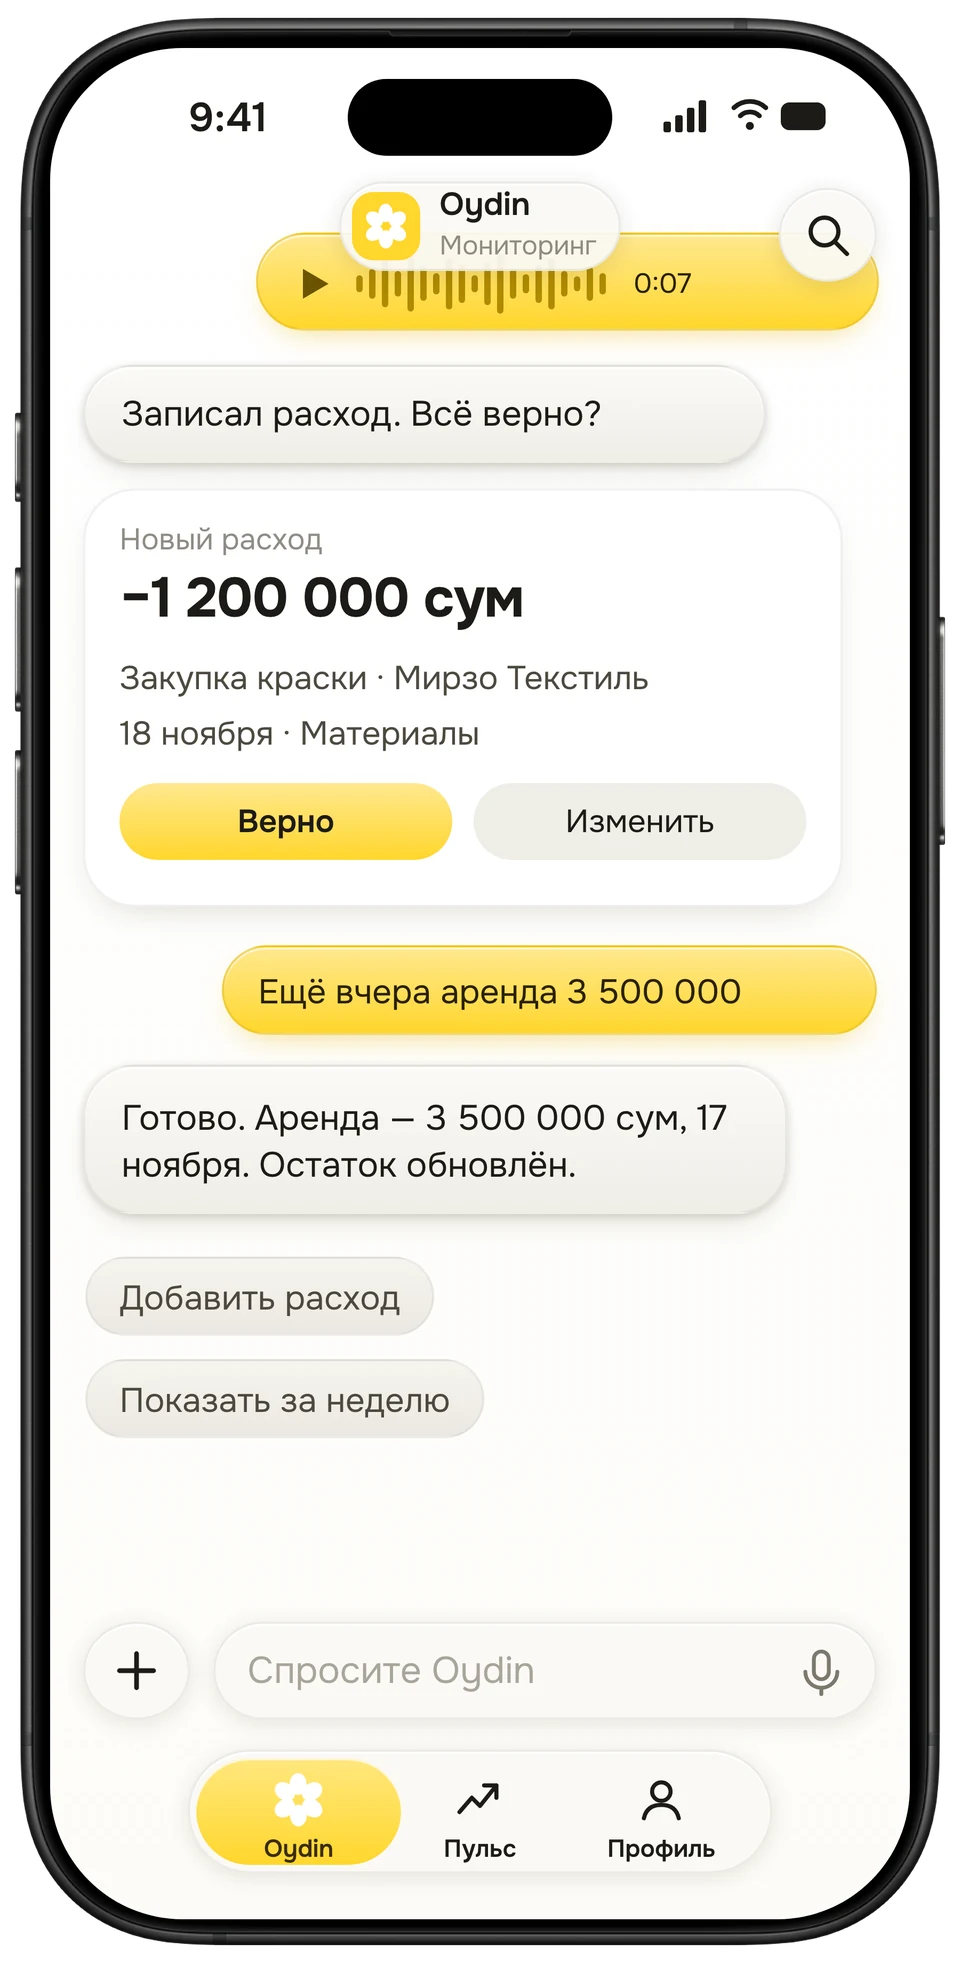 9:41
Oydin
Мониторинг
0:07
Записал расход. Всё верно?
Новый расход
−1 200 000 сум
Закупка краски · Мирзо Текстиль
18 ноября · Материалы
Верно
Изменить
Ещё вчера аренда 3 500 000
Готово. Аренда — 3 500 000 сум, 17
ноября. Остаток обновлён.
Добавить расход
Показать за неделю
Спросите Oydin
Oydin
Пульс
Профиль